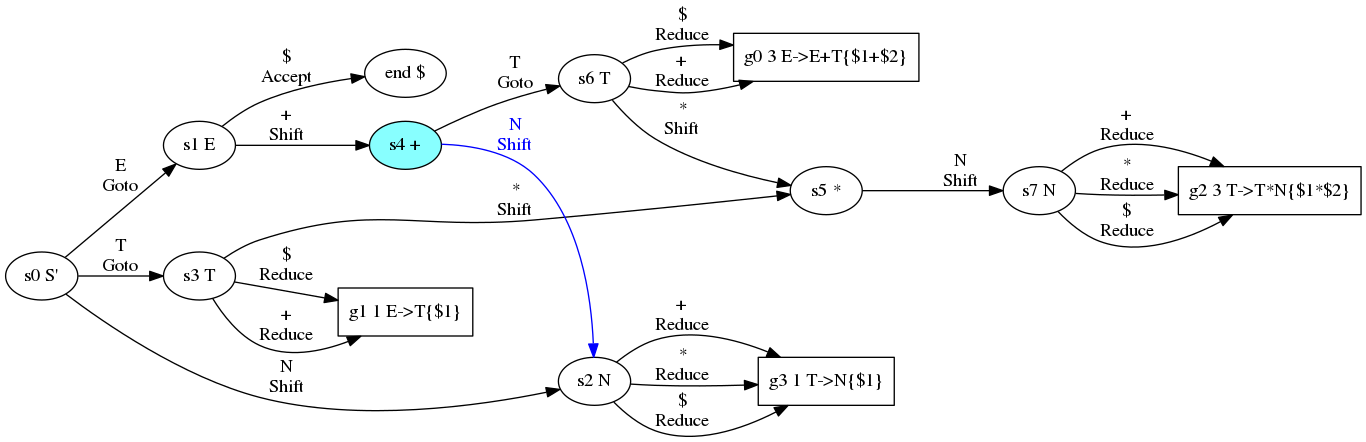 $
Reduce
g0 3 E->E+T{$1+$2}
+
Reduce
$
Accept
end $
T
Goto
s6 T
*
Shift
+
Shift
s1 E
s4 +
N
Shift
E
Goto
*
Shift
s5 *
N
Shift
s7 N
+
Reduce
*
Reduce
$
Reduce
g2 3 T->T*N{$1*$2}
s0 S'
T
Goto
s3 T
$
Reduce
g1 1 E->T{$1}
+
Reduce
N
Shift
s2 N
+
Reduce
*
Reduce
$
Reduce
g3 1 T->N{$1}